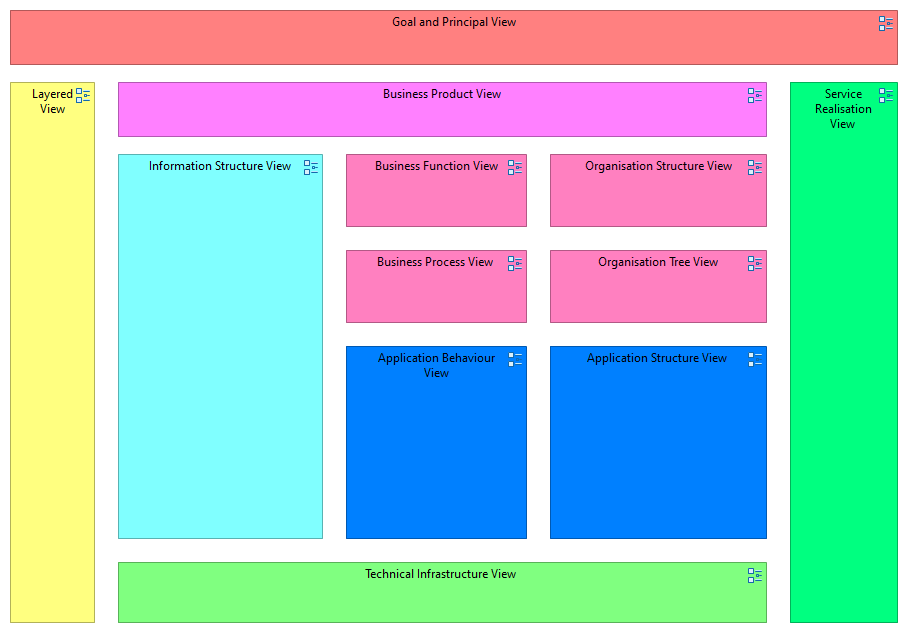 Goal and Principal View
Layered
View
Business Product View
Service
Realisation
View
Information Structure View
Business Function View
Organisation Structure View
Business Process View
Organisation Tree View
Application Behaviour
View
Application Structure View
Technical Infrastructure View